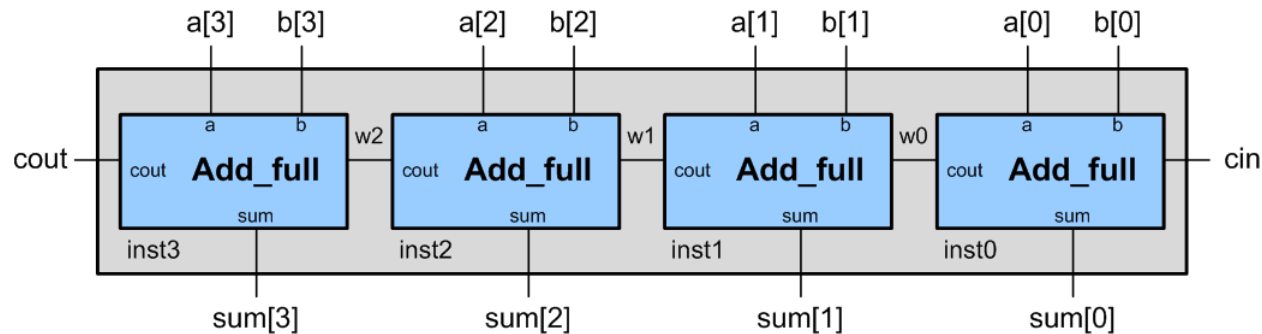 a[3] b[3] a[2] b[2] a[1] b[1] a[0] b[0]
a b a b a b a b
w2 w1 w0
cout cout Add_full cout Add_full cout Add_full cout Add_full cin
sum sum sum sum
inst3 inst2 inst1 inst0
sum[3] sum[2] sum[1] sum[0]